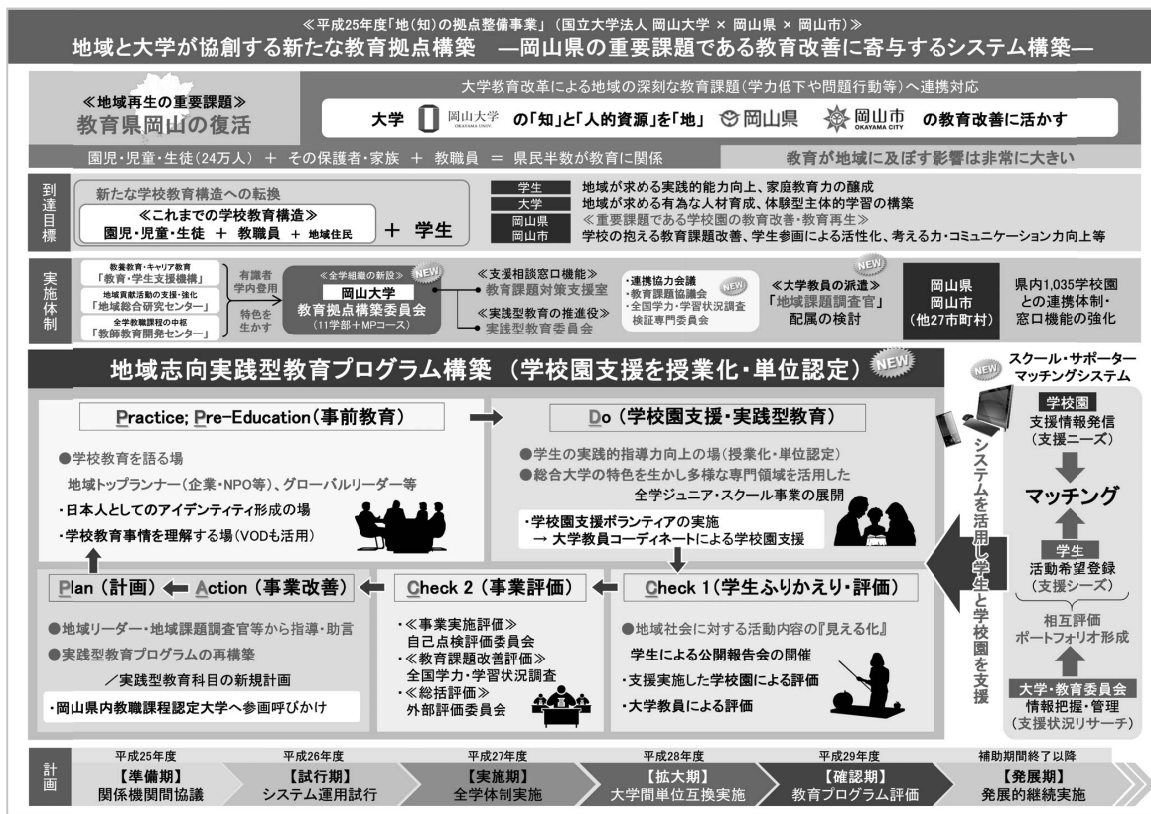 ≪平成25年度「地(知)の拠点整備事業」（国立大学法人 岡山大学 × 岡山県 × 岡山市）≫
地域と大学が協創する新たな教育拠点構築 ―岡山県の重要課題である教育改善に寄与するシステム構築―
≪地域再生の重要課題≫
教育県岡山の復活
大学教育改革による地域の深刻な教育課題(学力低下や問題行動等)へ連携対応
大学 岡山大学 OKAYAMA UNIV. の「知」と「人的資源」を「地」 岡山県 岡山市 OKAYAMA CITY の教育改善に活かす
園児・児童・生徒(24万人) ＋ その保護者・家族 ＋ 教職員 ＝ 県民半数が教育に関係
教育が地域に及ぼす影響は非常に大きい
到達目標
新たな学校教育構造への転換
≪これまでの学校教育構造≫
園児・児童・生徒 ＋ 教職員 ＋ 地域住民
＋ 学生
学生 地域が求める実践的能力向上、家庭教育力の醸成
大学 地域が求める有為な人材育成、体験型主体的学習の構築
岡山県 ≪重要課題である学校園の教育改善・教育再生≫
岡山市 学校の抱える教育課題改善、学生参画による活性化、考える力・コミュニケーション力向上等
実施体制
教養教育・キャリア教育
「教育・学生支援機構」
地域貢献活動の支援・強化
「地域総合研究センター」
全学教職課程の中枢
「教師教育開発センター」
有識者
学内登用
特色を
生かす
≪全学組織の新設≫
NEW
岡山大学
教育拠点構築委員会
(11学部＋MPコース)
≪支援相談窓口機能≫
教育課題対策支援室
≪実践型教育の推進役≫
実践型教育委員会
・連携協力会議
・教育課題協議会
・全国学力・学習状況調査
検証専門委員会
NEW
NEW
≪大学教員の派遣≫
「地域課題調査官」
配属の検討
岡山県
岡山市
(他27市町村)
県内1,035学校園
との連携体制・
窓口機能の強化
地域志向実践型教育プログラム構築 （学校園支援を授業化・単位認定）
NEW
Practice; Pre-Education(事前教育)
●学校教育を語る場
地域トップランナー(企業・NPO等)、グローバルリーダー等
・日本人としてのアイデンティティ形成の場
・学校教育事情を理解する場(VODも活用)
Do (学校園支援・実践型教育)
●学生の実践的指導力向上の場(授業化・単位認定)
●総合大学の特色を生かし多様な専門領域を活用した
全学ジュニア・スクール事業の展開
・学校園支援ボランティアの実施
→ 大学教員コーディネートによる学校園支援
Plan (計画) ← Action (事業改善)
●地域リーダー・地域課題調査官等から指導・助言
●実践型教育プログラムの再構築
／実践型教育科目の新規計画
・岡山県内教職課程認定大学へ参画呼びかけ
Check 2 (事業評価)
・≪事業実施評価≫
自己点検評価委員会
・≪教育課題改善評価≫
全国学力・学習状況調査
・≪総括評価≫
外部評価委員会
Check 1 (学生ふりかえり・評価)
●地域社会に対する活動内容の『見える化』
学生による公開報告会の開催
・支援実施した学校園による評価
・大学教員による評価
システムを活用し学生と学校園を支援
NEW
スクール・サポーター
マッチングシステム
学校園
支援情報発信
(支援ニーズ)
マッチング
学生
活動希望登録
(支援シーズ)
相互評価
ポートフォリオ形成
大学・教育委員会
情報把握・管理
(支援状況リサーチ)
計画
平成25年度
【準備期】
関係機関間協議
平成26年度
【試行期】
システム運用試行
平成27年度
【実施期】
全学体制実施
平成28年度
【拡大期】
大学間単位互換実施
平成29年度
【確認期】
教育プログラム評価
補助期間終了以降
【発展期】
発展的継続実施